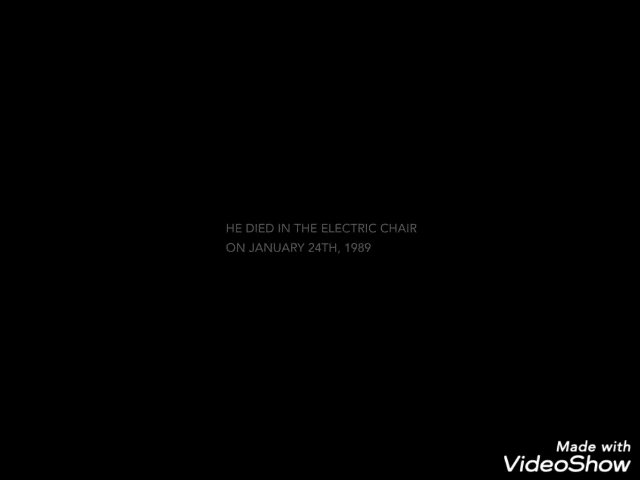 HE DIED IN THE ELECTRIC CHAIR
ON JANUARY 24TH, 1989
Made with
VideoShow